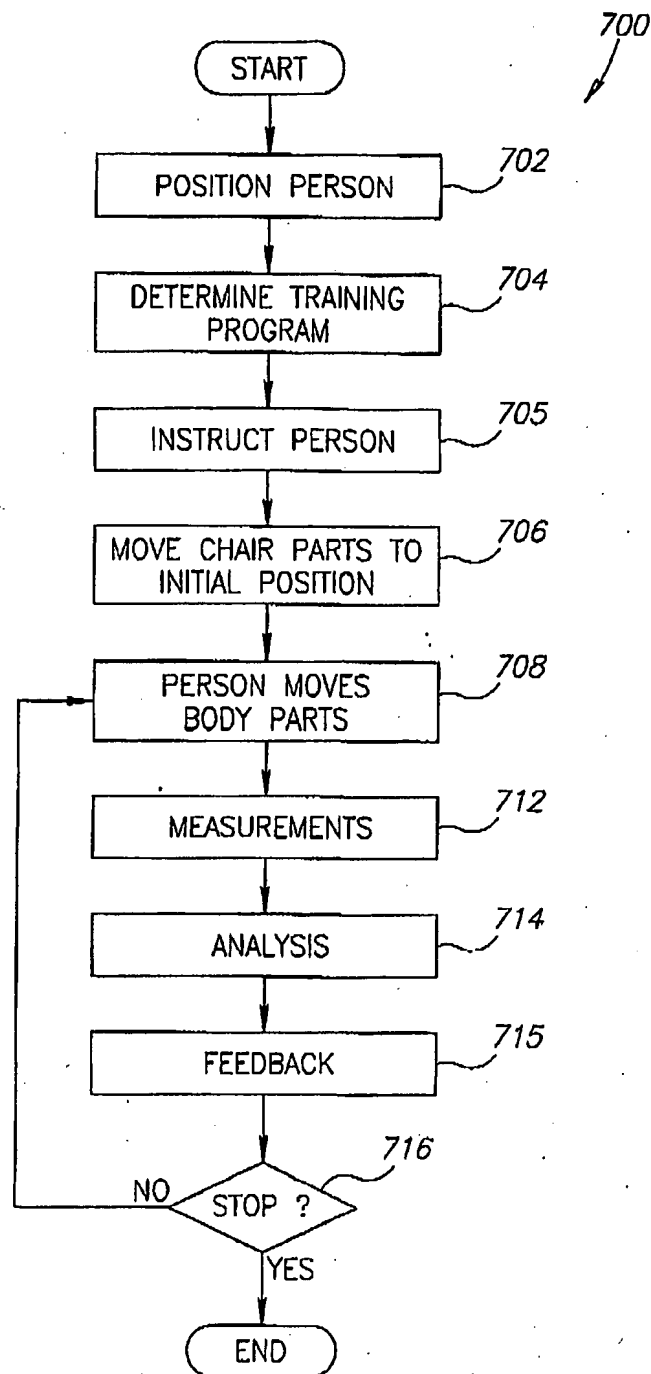 700
START
POSITION PERSON
702
DETERMINE TRAINING
PROGRAM
704
INSTRUCT PERSON
705
MOVE CHAIR PARTS TO
INITIAL POSITION
706
PERSON MOVES
BODY PARTS
708
MEASUREMENTS
712
ANALYSIS
714
FEEDBACK
715
STOP ?
716
NO
YES
END